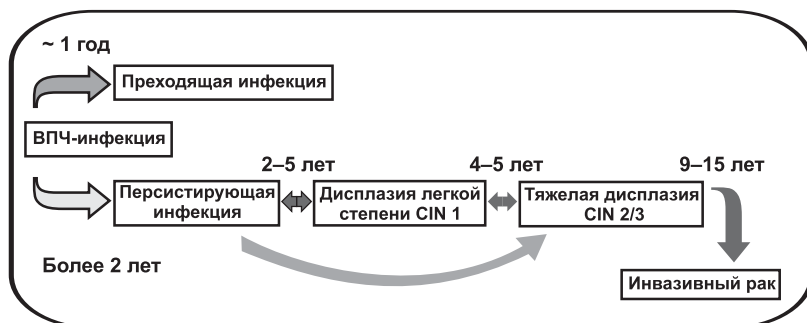 ~ 1 год
Преходящая инфекция
ВПЧ-инфекция
2–5 лет
4–5 лет
9–15 лет
Персистирующая
инфекция
Дисплазия легкой
степени CIN 1
Тяжелая дисплазия
CIN 2/3
Более 2 лет
Инвазивный рак